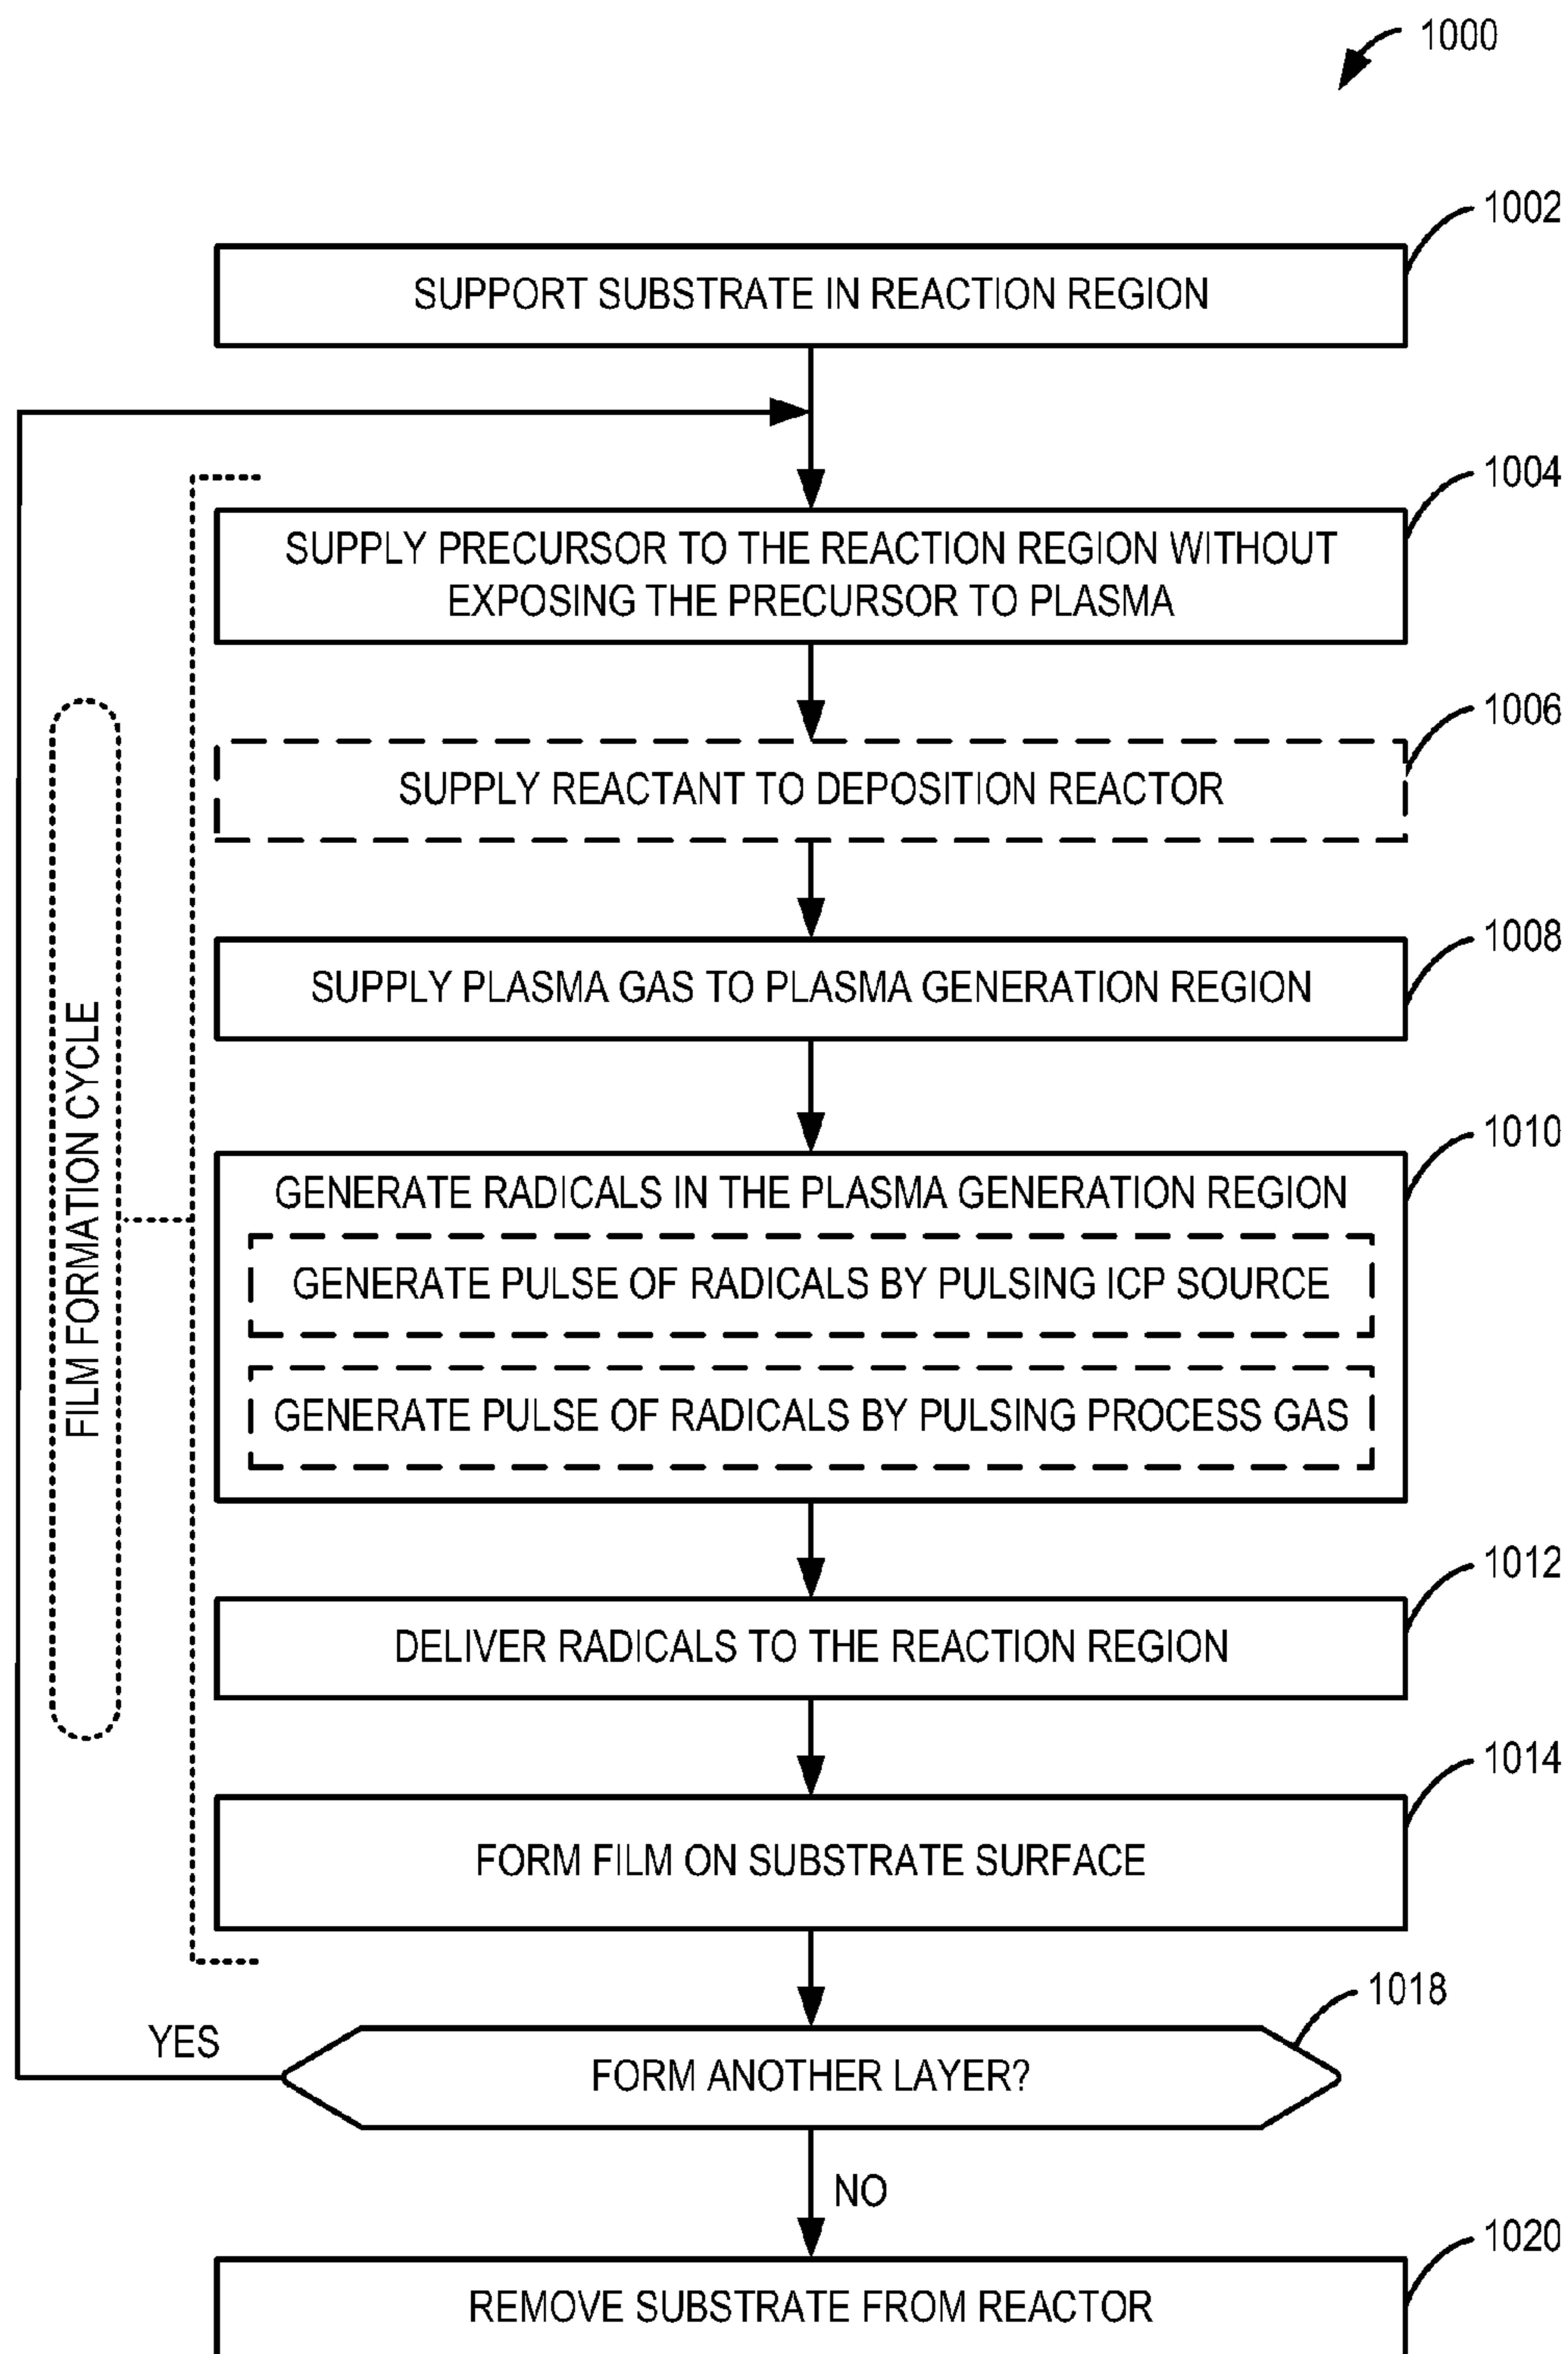 1000
1002
SUPPORT SUBSTRATE IN REACTION REGION
1004
SUPPLY PRECURSOR TO THE REACTION REGION WITHOUT
EXPOSING THE PRECURSOR TO PLASMA
1006
SUPPLY REACTANT TO DEPOSITION REACTOR
1008
SUPPLY PLASMA GAS TO PLASMA GENERATION REGION
FILM FORMATION CYCLE
1010
GENERATE RADICALS IN THE PLASMA GENERATION REGION
GENERATE PULSE OF RADICALS BY PULSING ICP SOURCE
GENERATE PULSE OF RADICALS BY PULSING PROCESS GAS
1012
DELIVER RADICALS TO THE REACTION REGION
1014
FORM FILM ON SUBSTRATE SURFACE
1018
YES
FORM ANOTHER LAYER?
NO
1020
REMOVE SUBSTRATE FROM REACTOR